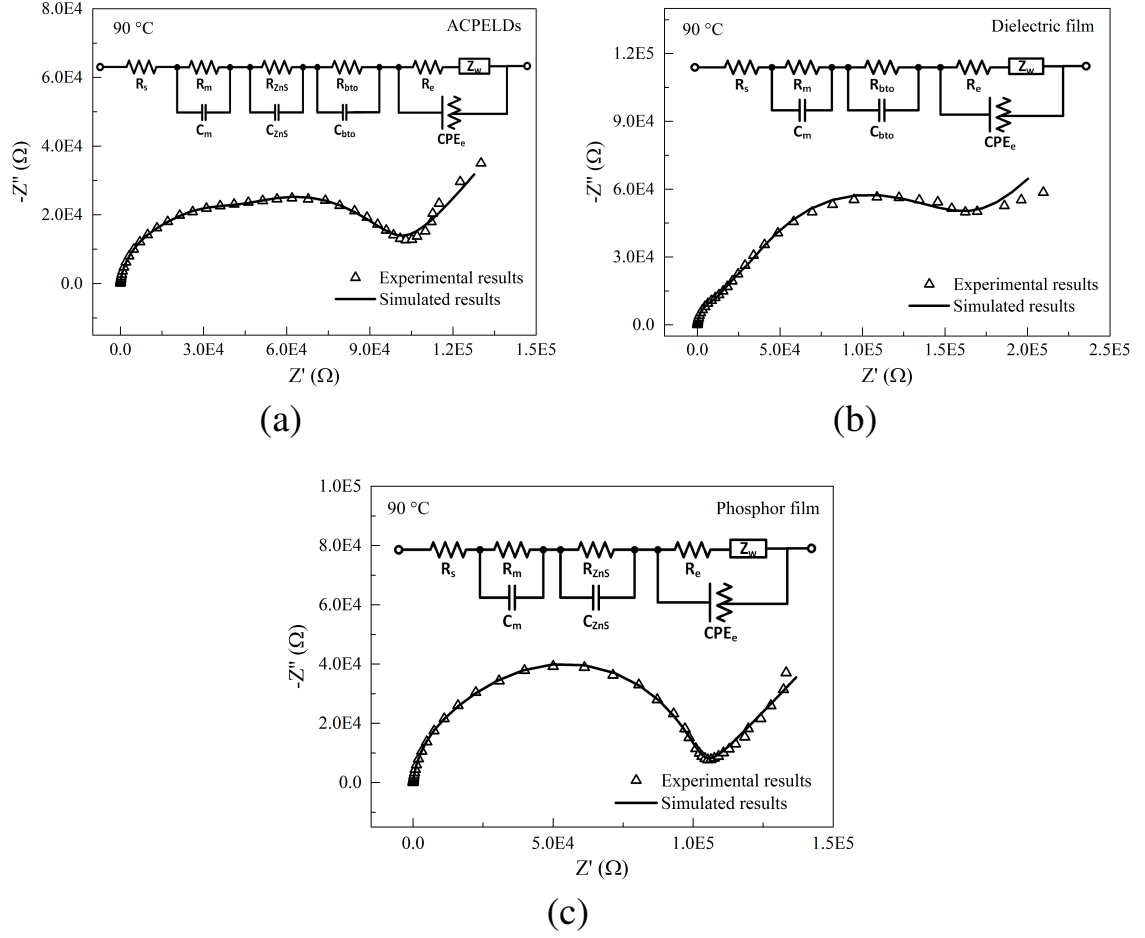 90 °C
ACPELDs
R_s
R_m
R_ZnS
R_bto
R_e
Z_w
C_m
C_ZnS
C_bto
CPE_e
-Z'' (Ω)
8.0E4
6.0E4
4.0E4
2.0E4
0.0
Experimental results
Simulated results
0.0 3.0E4 6.0E4 9.0E4 1.2E5 1.5E5
Z' (Ω)
(a)
90 °C
Dielectric film
R_s
R_m
R_bto
R_e
Z_w
C_m
C_bto
CPE_e
-Z'' (Ω)
1.2E5
9.0E4
6.0E4
3.0E4
0.0
Experimental results
Simulated results
0.0 5.0E4 1.0E5 1.5E5 2.0E5 2.5E5
Z' (Ω)
(b)
90 °C
Phosphor film
R_s
R_m
R_ZnS
R_e
Z_w
C_m
C_ZnS
CPE_e
-Z'' (Ω)
1.0E5
8.0E4
6.0E4
4.0E4
2.0E4
0.0
Experimental results
Simulated results
0.0 5.0E4 1.0E5 1.5E5
Z' (Ω)
(c)